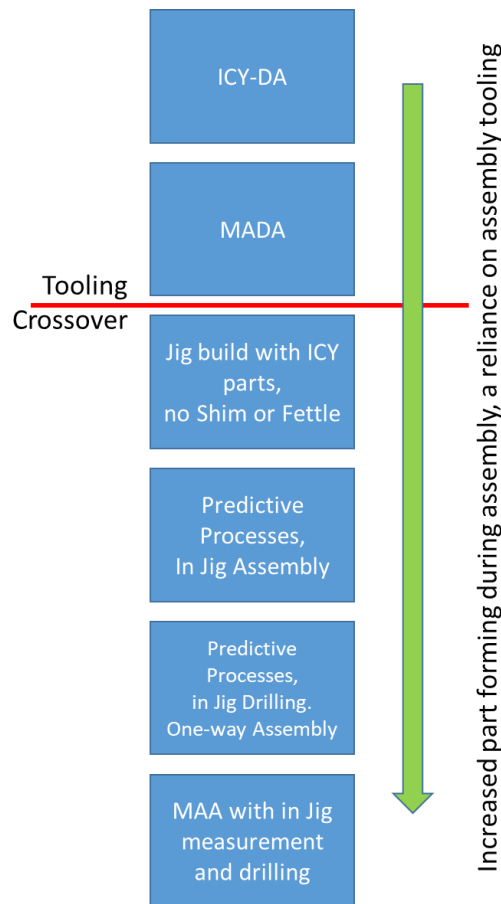 ICY-DA
MADA
Tooling
Crossover
Jig build with ICY
parts,
no Shim or Fettle
Predictive
Processes,
In Jig Assembly
Predictive
Processes,
in Jig Drilling.
One-way Assembly
MAA with in Jig
measurement
and drilling
Increased part forming during assembly, a reliance on assembly tooling